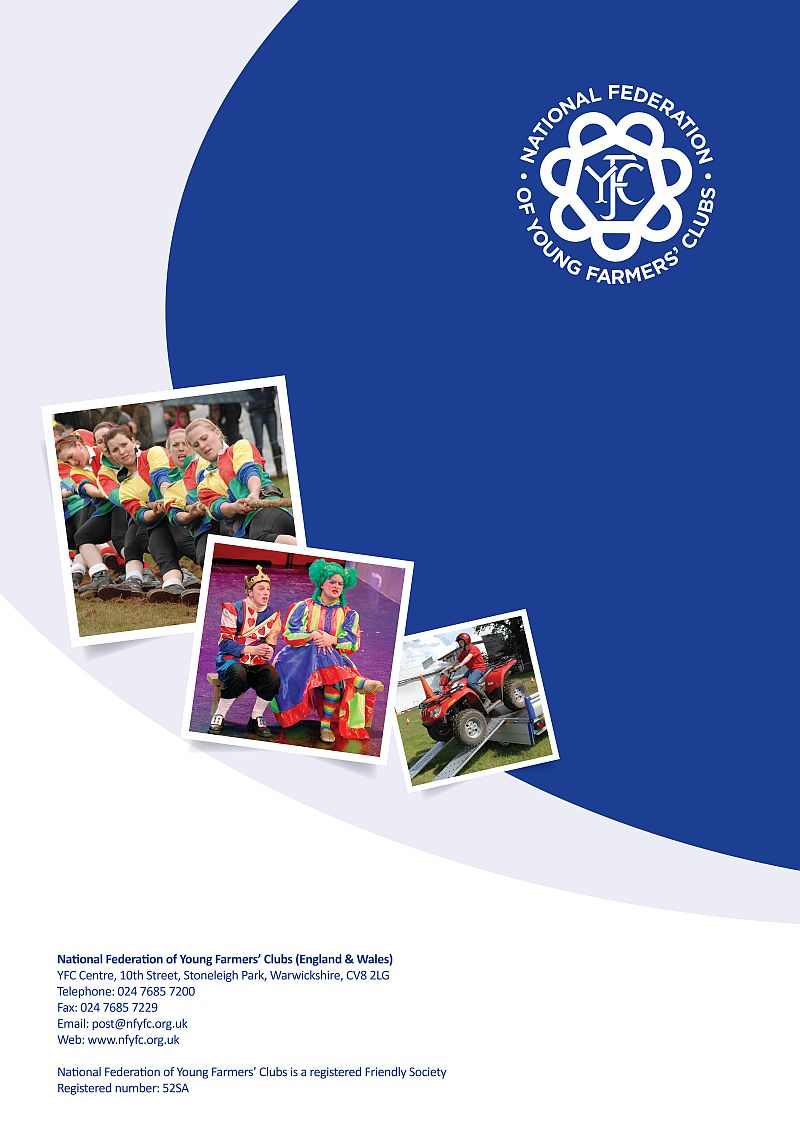 NATIONAL FEDERATION
YFC
• OF YOUNG FARMERS' CLUBS •
National Federation of Young Farmers' Clubs (England & Wales)
YFC Centre, 10th Street, Stoneleigh Park, Warwickshire, CV8 2LG
Telephone: 024 7685 7200
Fax: 024 7685 7229
Email: post@nfyfc.org.uk
Web: www.nfyfc.org.uk
National Federation of Young Farmers' Clubs is a registered Friendly Society
Registered number: 52SA